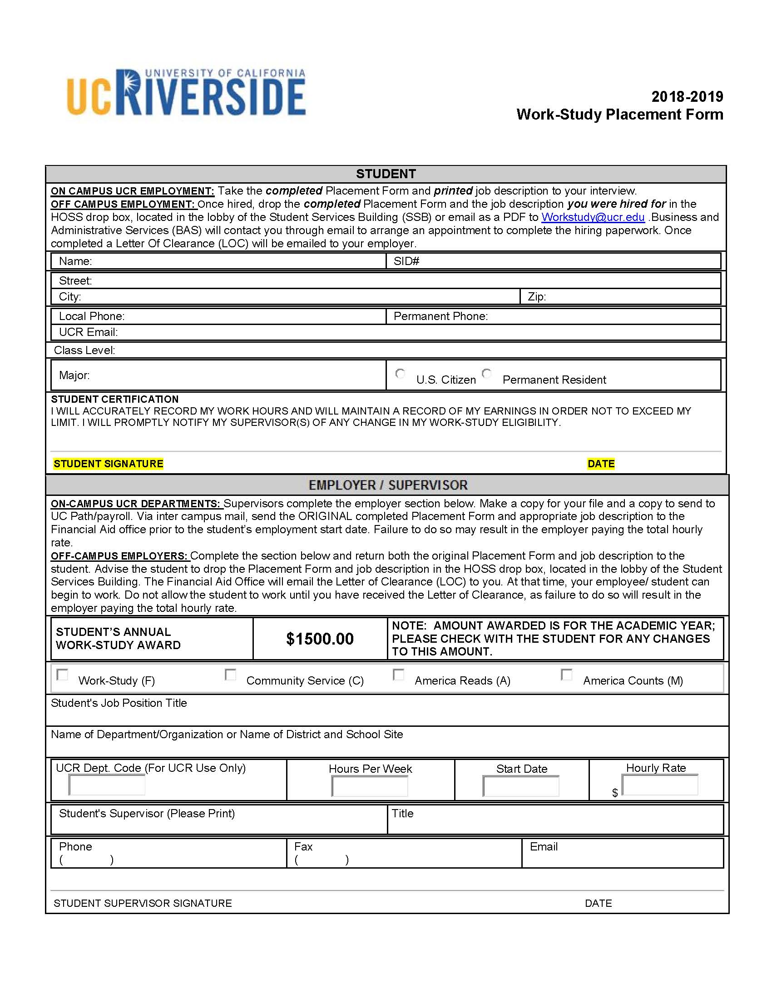 UNIVERSITY OF CALIFORNIA
UCRIVERSIDE
2018-2019
Work-Study Placement Form
STUDENT
ON CAMPUS UCR EMPLOYMENT: Take the completed Placement Form and printed job description to your interview.
OFF CAMPUS EMPLOYMENT: Once hired, drop the completed Placement Form and the job description you were hired for in the
HOSS drop box, located in the lobby of the Student Services Building (SSB) or email as a PDF to Workstudy@ucr.edu .Business and
Administrative Services (BAS) will contact you through email to arrange an appointment to complete the hiring paperwork. Once
completed a Letter Of Clearance (LOC) will be emailed to your employer.
Name: SID#
Street:
City: Zip:
Local Phone: Permanent Phone:
UCR Email:
Class Level:
Major: U.S. Citizen Permanent Resident
STUDENT CERTIFICATION
I WILL ACCURATELY RECORD MY WORK HOURS AND WILL MAINTAIN A RECORD OF MY EARNINGS IN ORDER NOT TO EXCEED MY
LIMIT. I WILL PROMPTLY NOTIFY MY SUPERVISOR(S) OF ANY CHANGE IN MY WORK-STUDY ELIGIBILITY.
STUDENT SIGNATURE DATE
EMPLOYER / SUPERVISOR
ON-CAMPUS UCR DEPARTMENTS: Supervisors complete the employer section below. Make a copy for your file and a copy to send to
UC Path/payroll. Via inter campus mail, send the ORIGINAL completed Placement Form and appropriate job description to the
Financial Aid office prior to the student's employment start date. Failure to do so may result in the employer paying the total hourly
rate.
OFF-CAMPUS EMPLOYERS: Complete the section below and return both the original Placement Form and job description to the
student. Advise the student to drop the Placement Form and job description in the HOSS drop box, located in the lobby of the Student
Services Building. The Financial Aid Office will email the Letter of Clearance (LOC) to you. At that time, your employee/ student can
begin to work. Do not allow the student to work until you have received the Letter of Clearance, as failure to do so will result in the
employer paying the total hourly rate.
STUDENT'S ANNUAL
WORK-STUDY AWARD
$1500.00
NOTE: AMOUNT AWARDED IS FOR THE ACADEMIC YEAR;
PLEASE CHECK WITH THE STUDENT FOR ANY CHANGES
TO THIS AMOUNT.
Work-Study (F) Community Service (C) America Reads (A) America Counts (M)
Student's Job Position Title
Name of Department/Organization or Name of District and School Site
UCR Dept. Code (For UCR Use Only) Hours Per Week Start Date Hourly Rate
$
Student's Supervisor (Please Print) Title
Phone Fax Email
( ) ( )
STUDENT SUPERVISOR SIGNATURE DATE